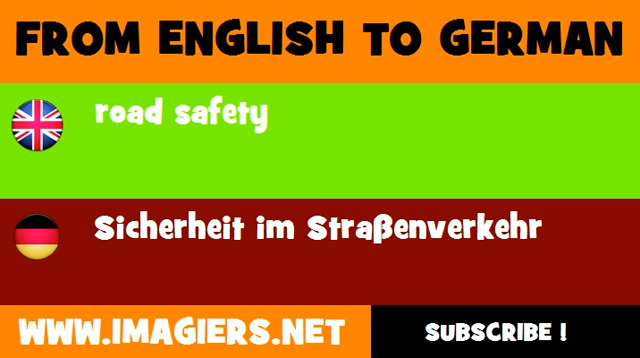 FROM ENGLISH TO GERMAN
road safety
Sicherheit im Straßenverkehr
WWW.IMAGIERS.NET
SUBSCRIBE !